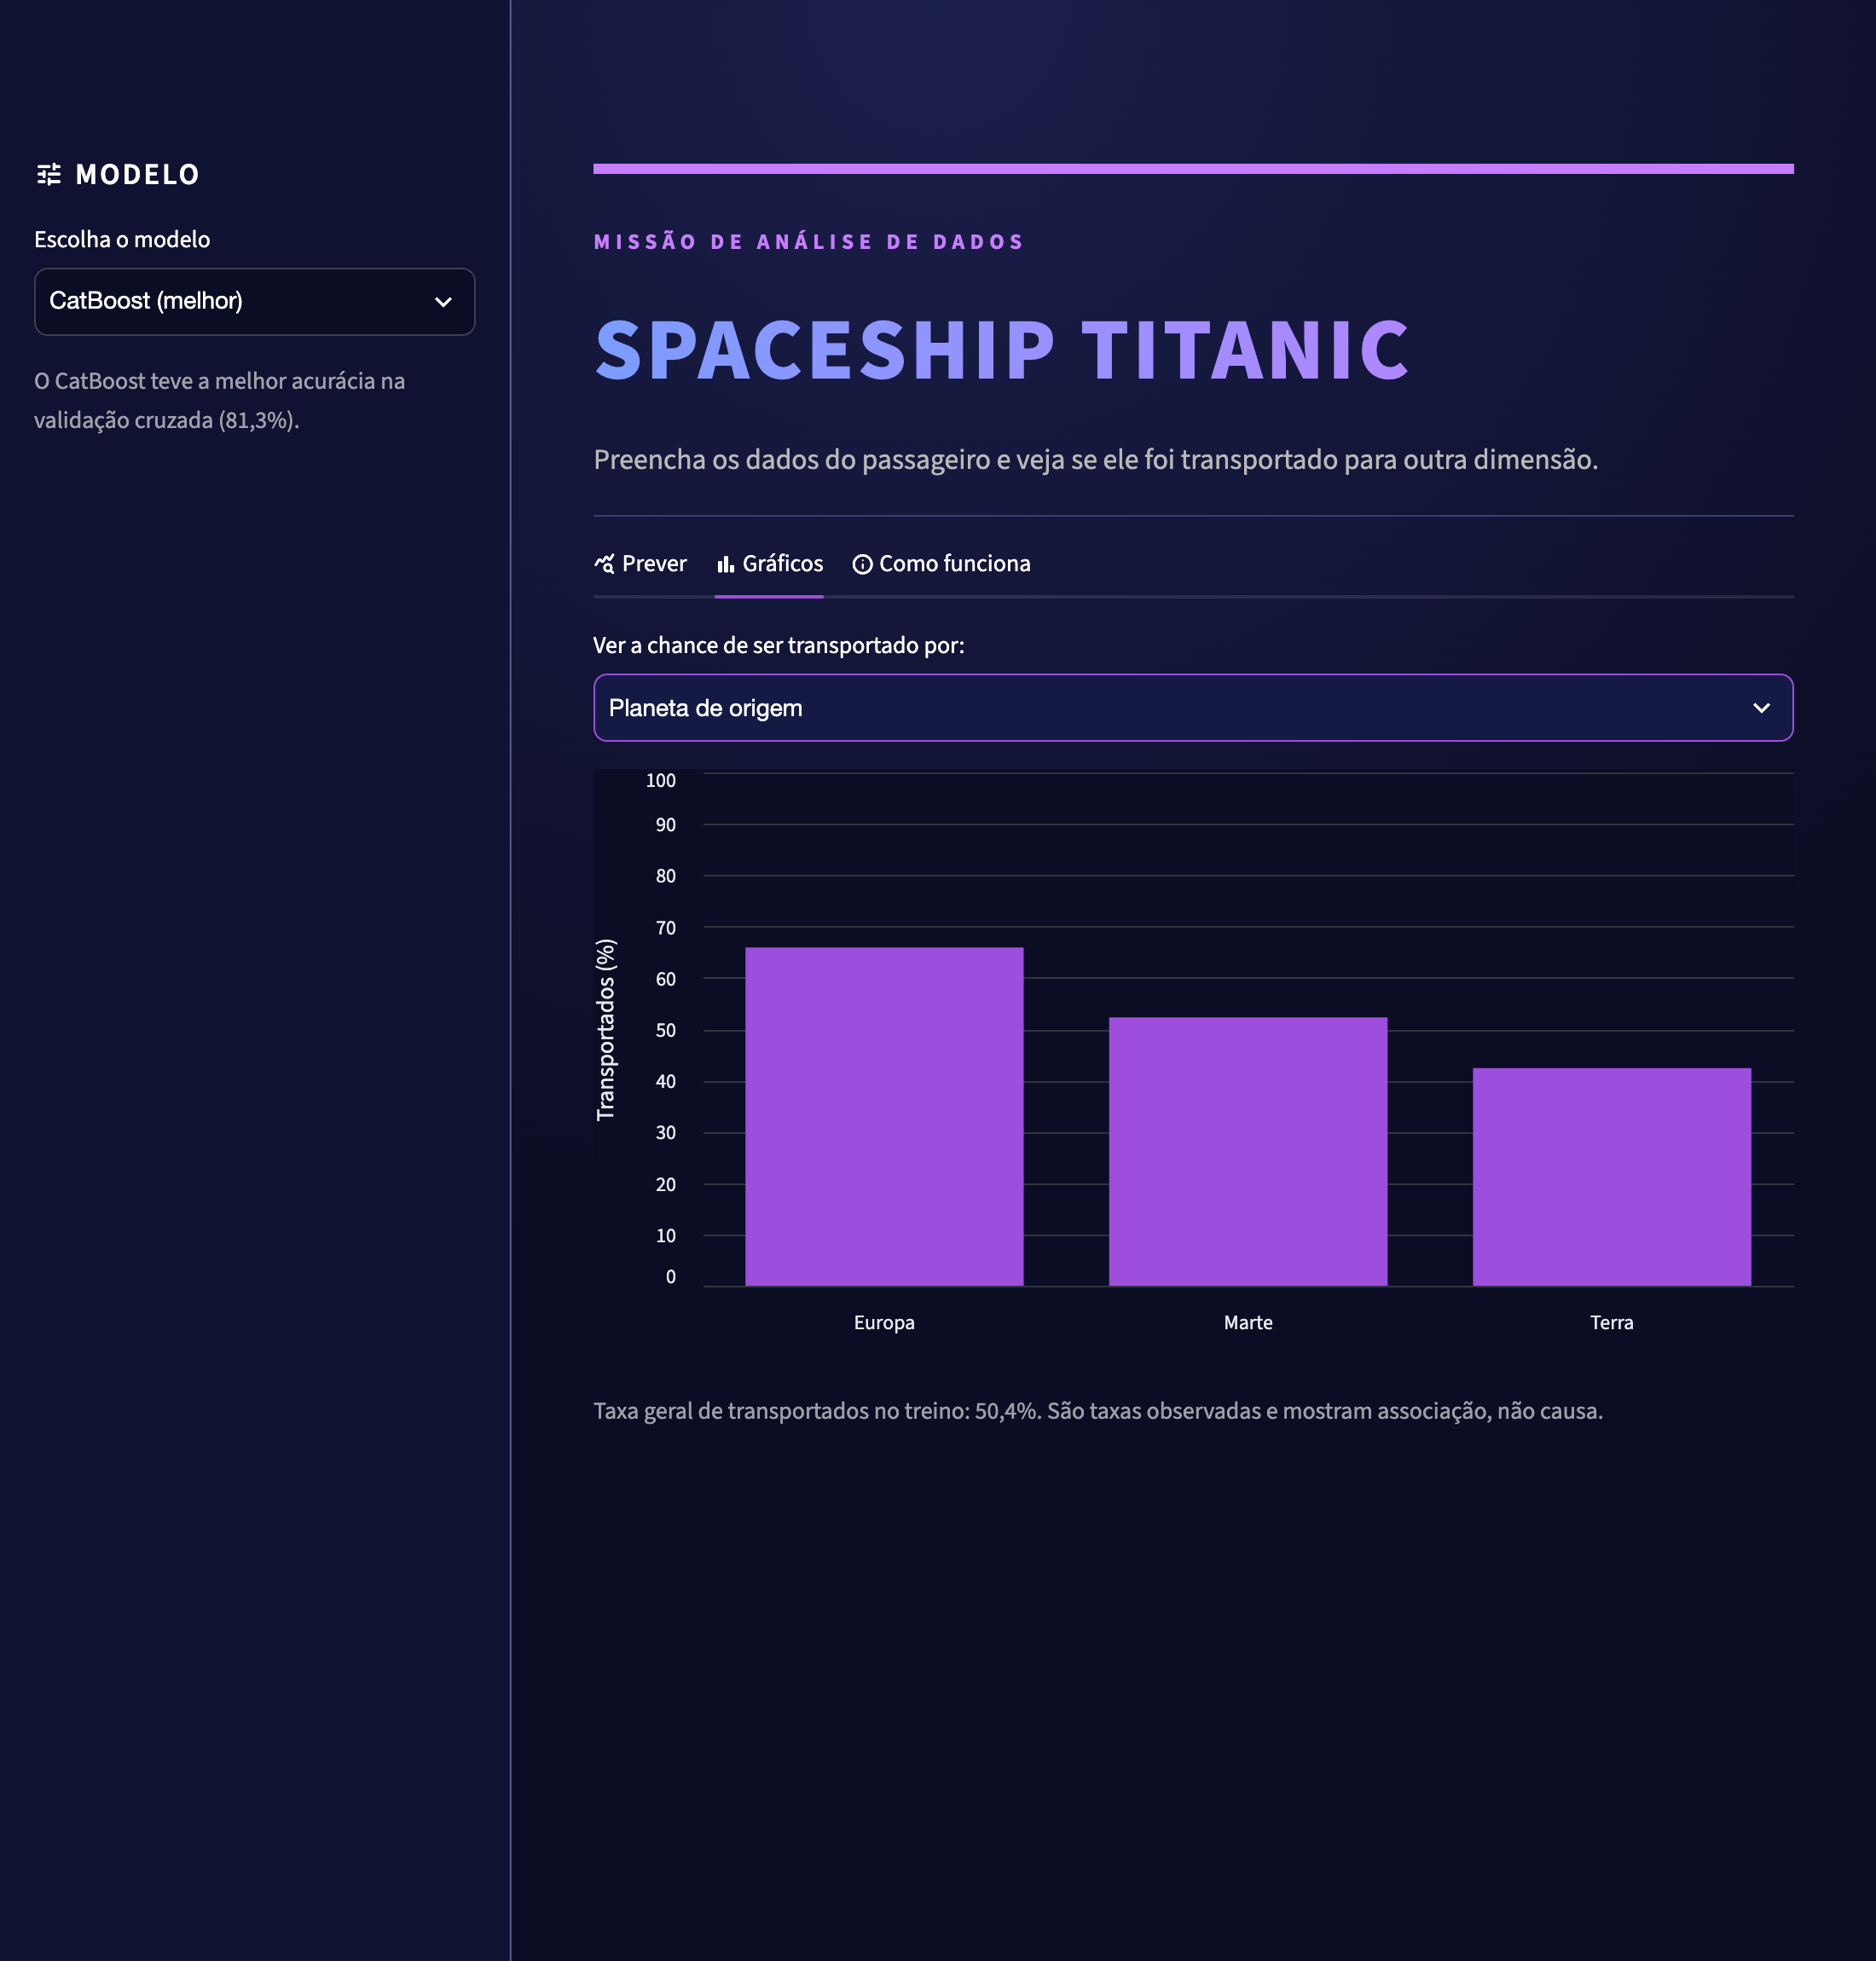 MODELO
Escolha o modelo
CatBoost (melhor)
O CatBoost teve a melhor acurácia na
validação cruzada (81,3%).
MISSÃO DE ANÁLISE DE DADOS
SPACESHIP TITANIC
Preencha os dados do passageiro e veja se ele foi transportado para outra dimensão.
Prever Gráficos Como funciona
Ver a chance de ser transportado por:
Planeta de origem
Transportados (%)
100
90
80
70
60
50
40
30
20
10
0
Europa Marte Terra
Taxa geral de transportados no treino: 50,4%. São taxas observadas e mostram associação, não causa.